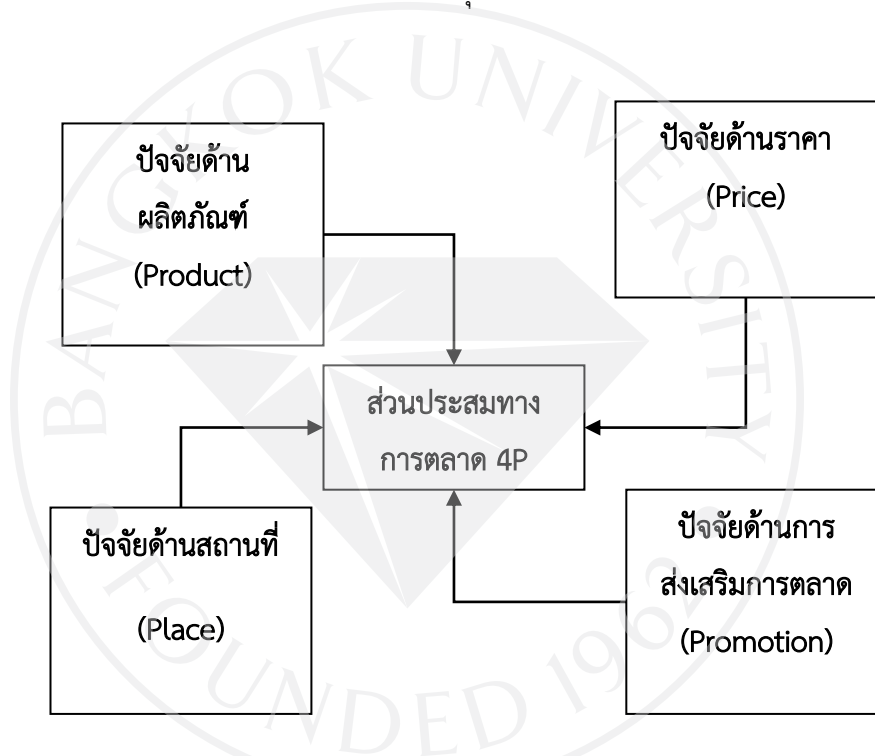 ปัจจัยด้าน
ผลิตภัณฑ์
(Product)
ปัจจัยด้านราคา
(Price)
ส่วนประสมทาง
การตลาด 4P
ปัจจัยด้านสถานที่
(Place)
ปัจจัยด้านการ
ส่งเสริมการตลาด
(Promotion)
BANGKOK UNIVERSITY
FOUNDED 1962